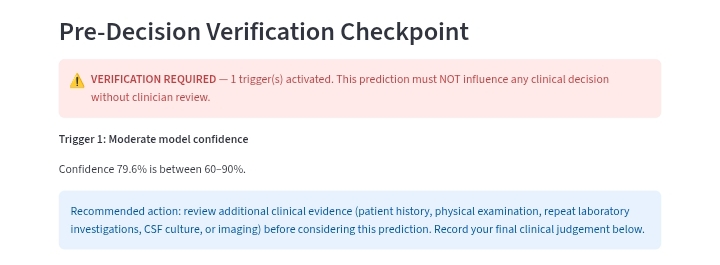 Pre-Decision Verification Checkpoint
⚠️ VERIFICATION REQUIRED — 1 trigger(s) activated. This prediction must NOT influence any clinical decision
without clinician review.
Trigger 1: Moderate model confidence
Confidence 79.6% is between 60–90%.
Recommended action: review additional clinical evidence (patient history, physical examination, repeat laboratory
investigations, CSF culture, or imaging) before considering this prediction. Record your final clinical judgement below.